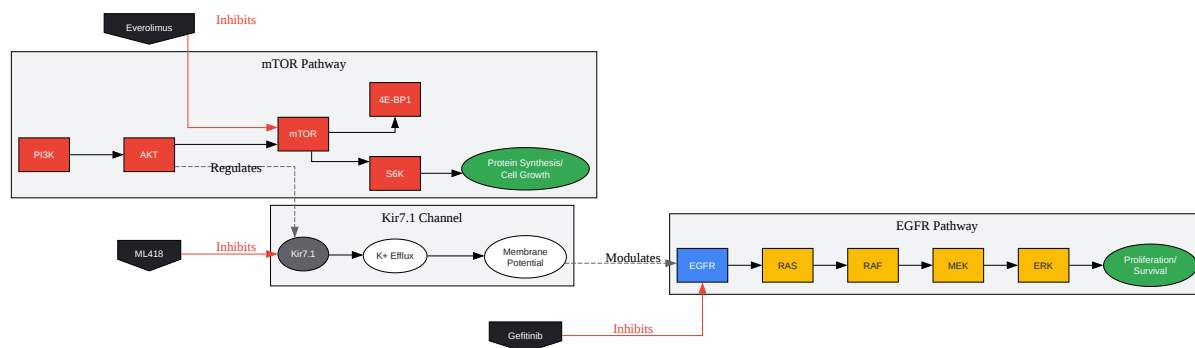 Everolimus
Inhibits
mTOR Pathway
4E-BP1
mTOR
PI3K
AKT
Regulates
S6K
Protein Synthesis/
Cell Growth
Kir7.1 Channel
ML418
Inhibits
Kir7.1
K+ Efflux
Membrane
Potential
Modulates
EGFR Pathway
EGFR
RAS
RAF
MEK
ERK
Proliferation/
Survival
Gefitinib
Inhibits